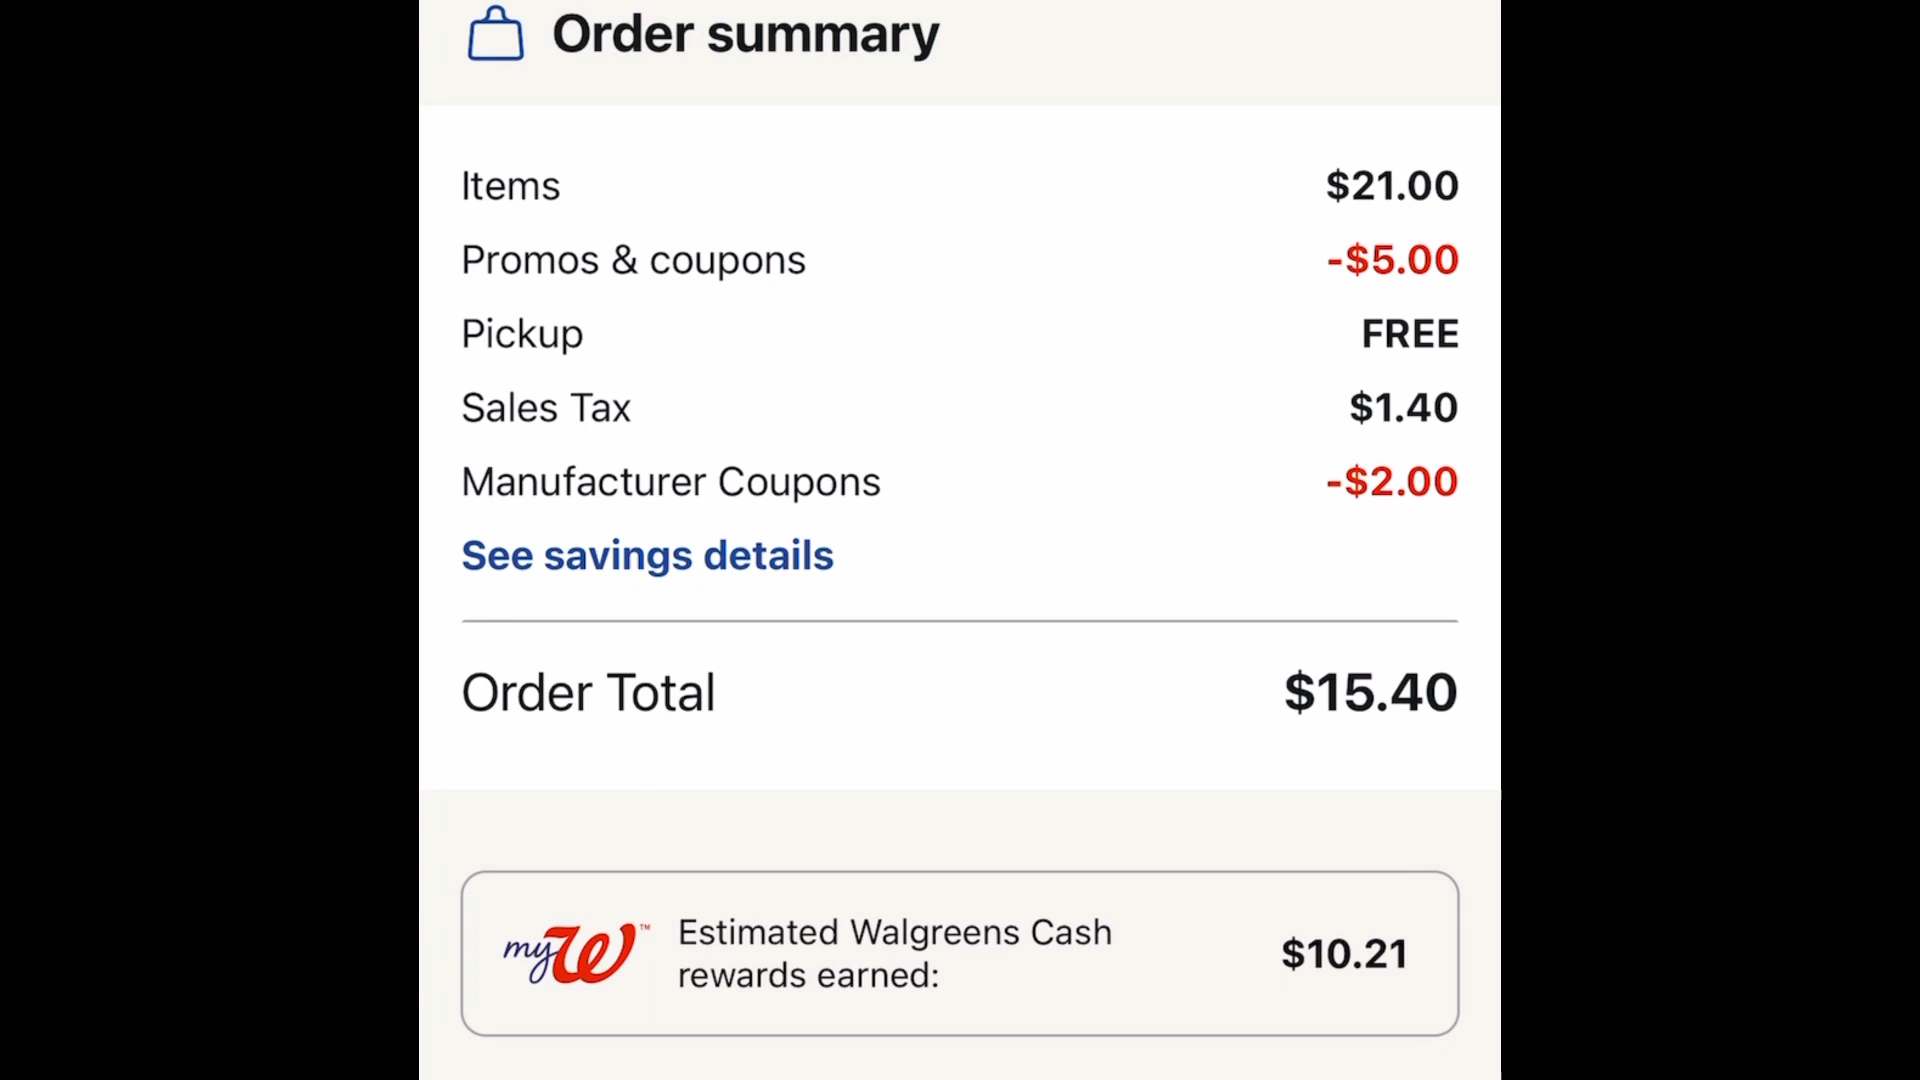 Order summary
Items $21.00
Promos & coupons -$5.00
Pickup FREE
Sales Tax $1.40
Manufacturer Coupons -$2.00
See savings details
Order Total $15.40
myW™ Estimated Walgreens Cash
rewards earned: $10.21